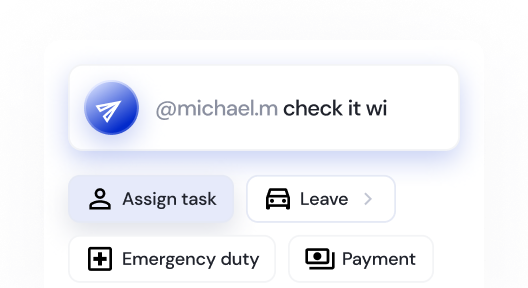 @michael.m check it wi
Assign task Leave
Emergency duty Payment